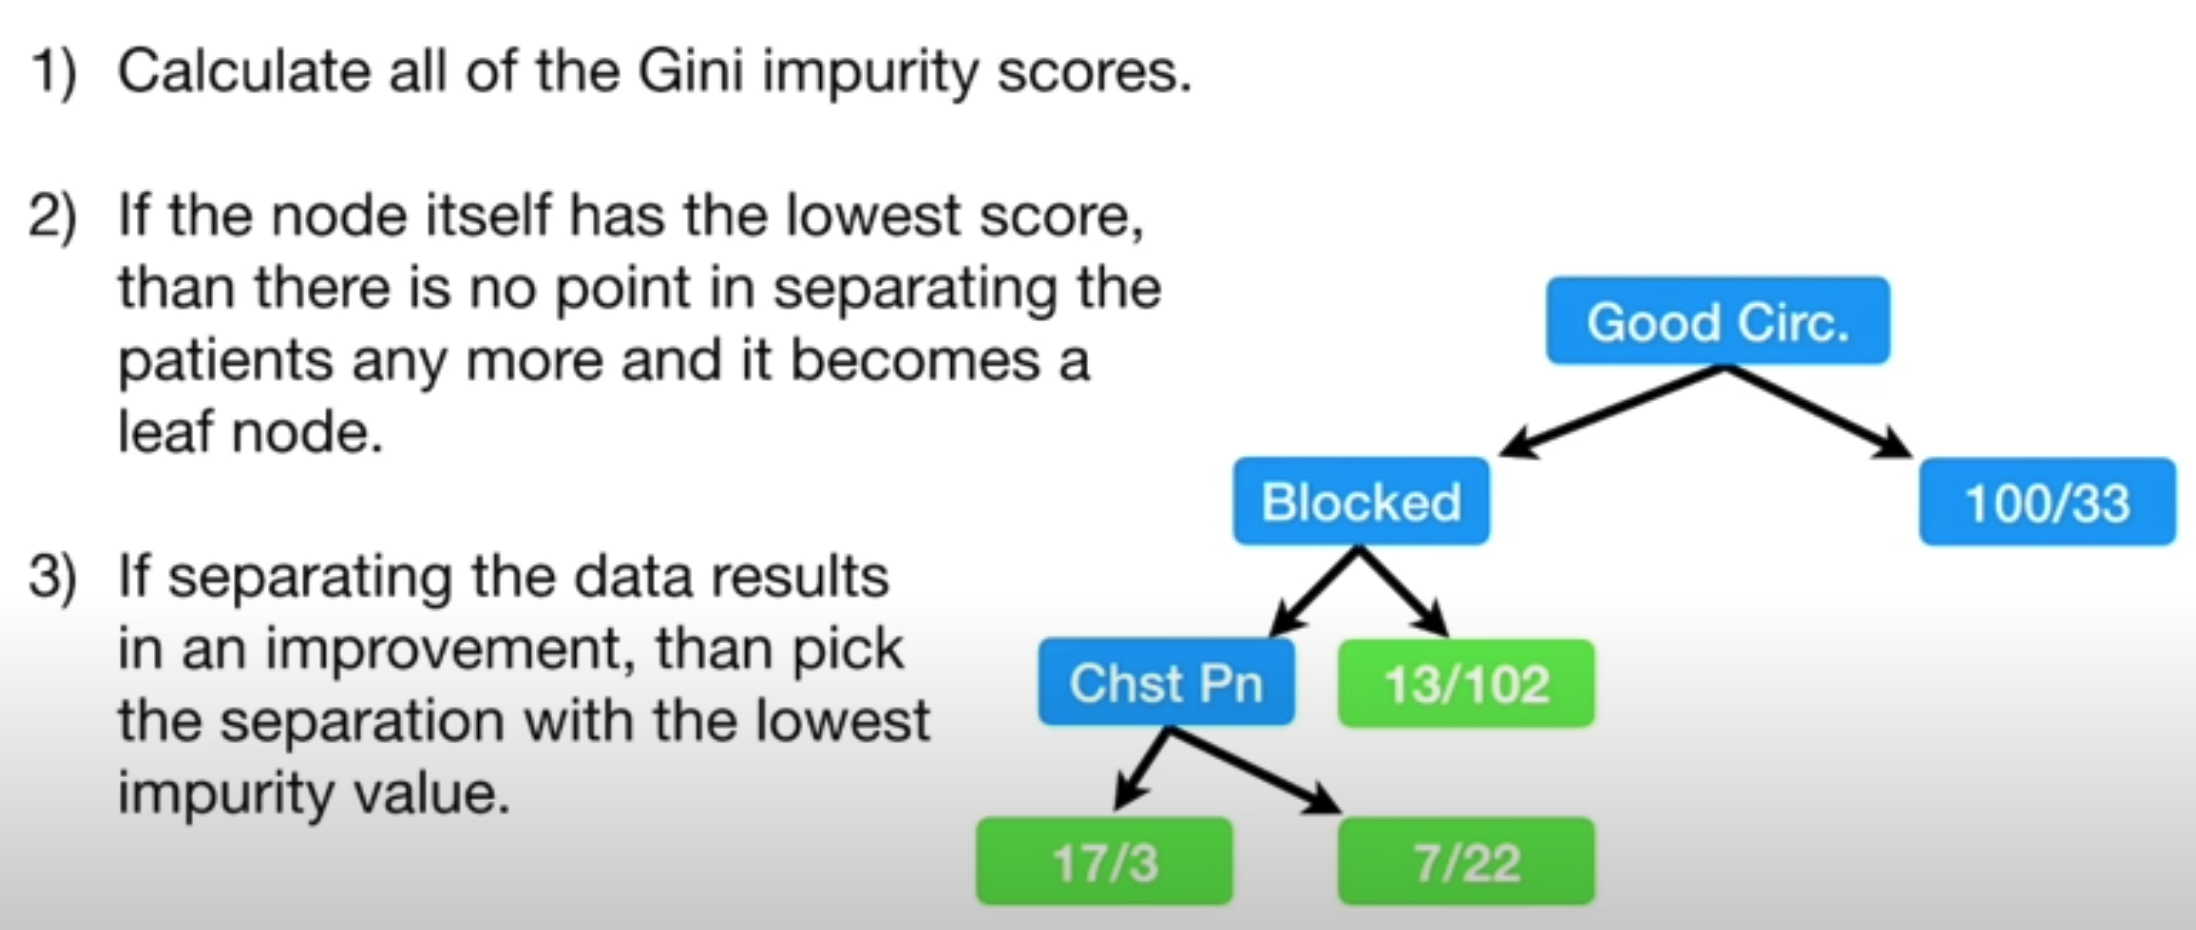 1) Calculate all of the Gini impurity scores.
2) If the node itself has the lowest score,
than there is no point in separating the
patients any more and it becomes a
leaf node.
3) If separating the data results
in an improvement, than pick
the separation with the lowest
impurity value.
Good Circ.
Blocked
100/33
Chst Pn
13/102
17/3
7/22